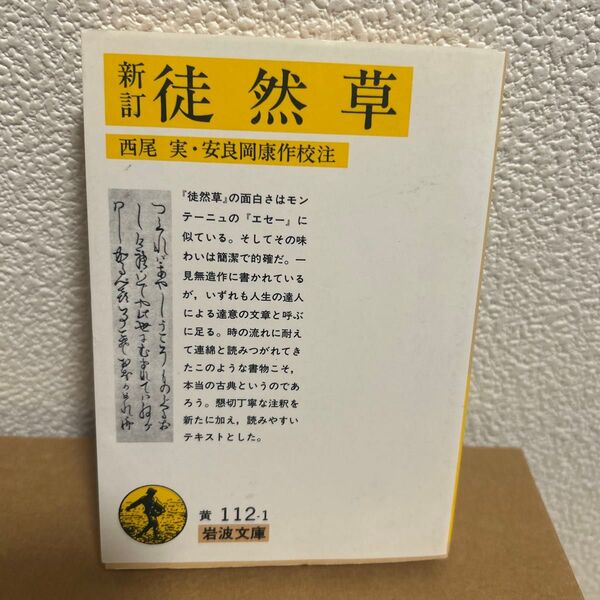 新訂 徒然草
西尾 実・安良岡康作校注
『徒然草』の面白さはモン
テーニュの『エセー』に
似ている。そしてその味
わいは簡潔で的確だ。一
見無造作に書かれている
が，いずれも人生の達人
による達意の文章と呼ぶ
に足る。時の流れに耐え
て連綿と読みつがれてき
たこのような書物こそ，
本当の古典というのであ
ろう。懇切丁寧な注釈を
新たに加え，読みやすい
テキストとした。
黄 112-1
岩波文庫